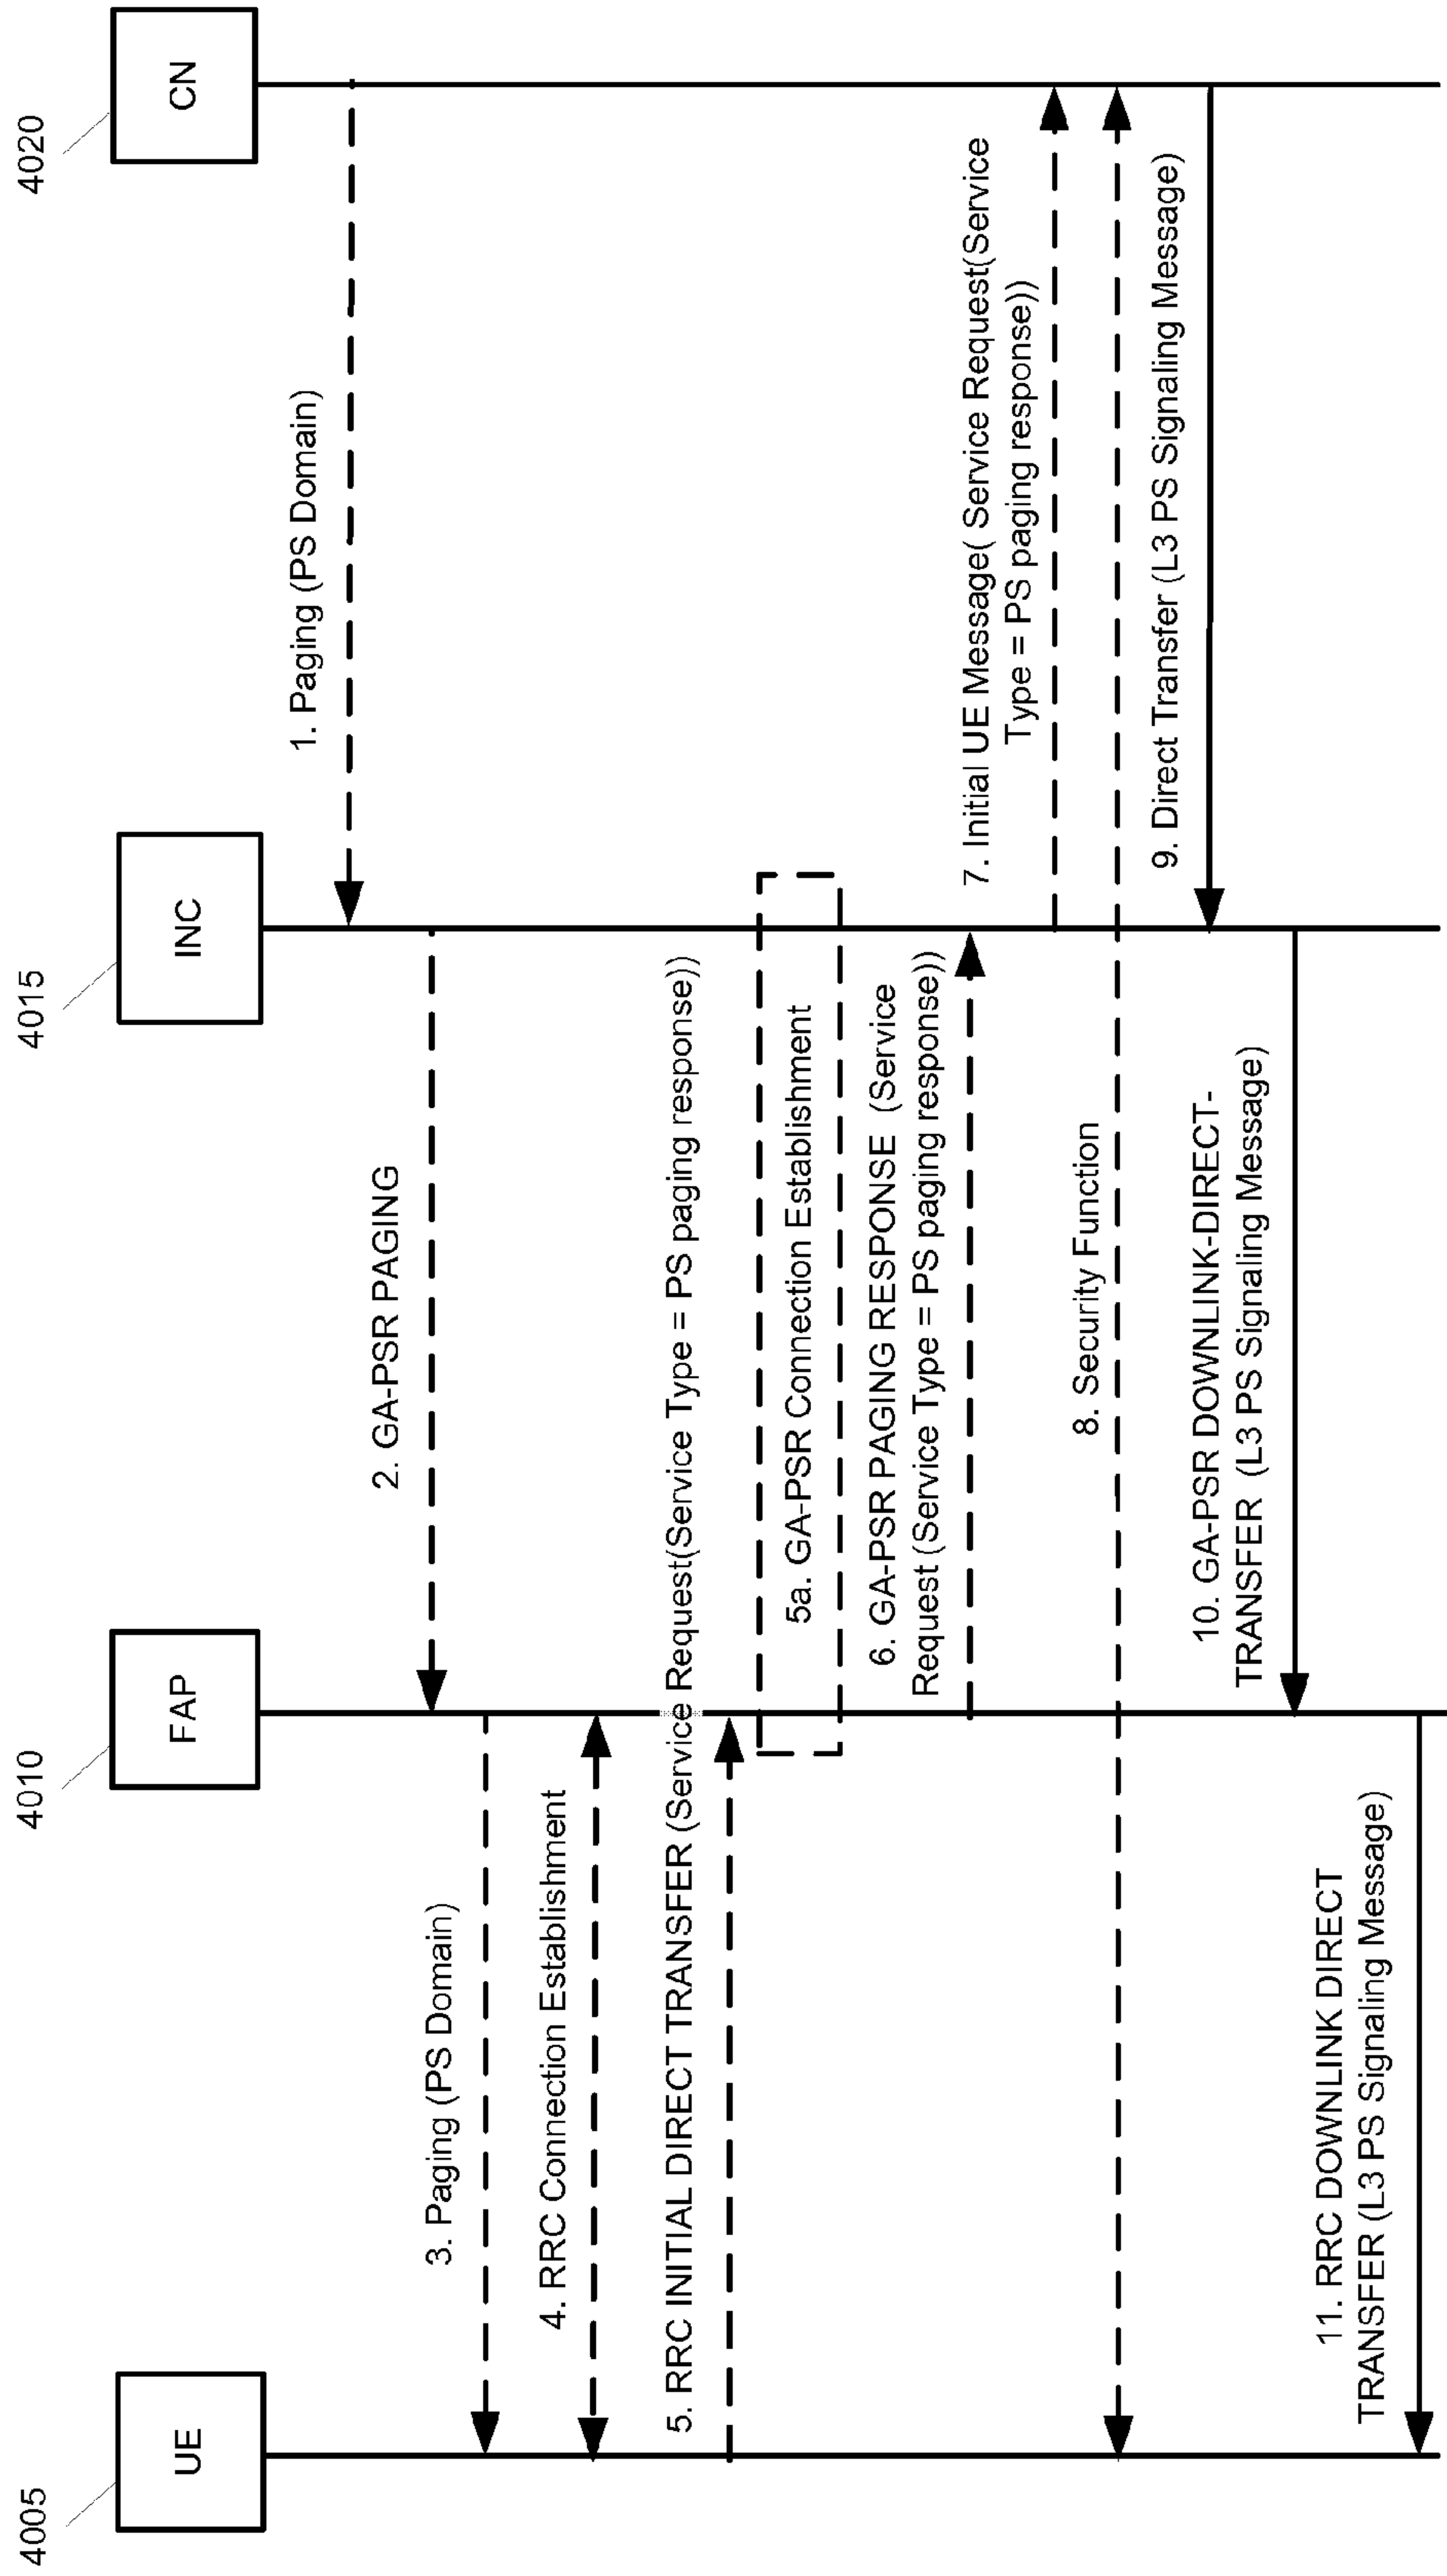 4005
4010
4015
4020
UE
FAP
INC
CN
1. Paging (PS Domain)
2. GA-PSR PAGING
3. Paging (PS Domain)
4. RRC Connection Establishment
5. RRC INITIAL DIRECT TRANSFER (Service Request(Service Type = PS paging response))
5a. GA-PSR Connection Establishment
6. GA-PSR PAGING RESPONSE (Service
Request (Service Type = PS paging response))
7. Initial UE Message( Service Request(Service
Type = PS paging response))
8. Security Function
9. Direct Transfer (L3 PS Signaling Message)
10. GA-PSR DOWNLINK-DIRECT-
TRANSFER (L3 PS Signaling Message)
11. RRC DOWNLINK DIRECT
TRANSFER (L3 PS Signaling Message)